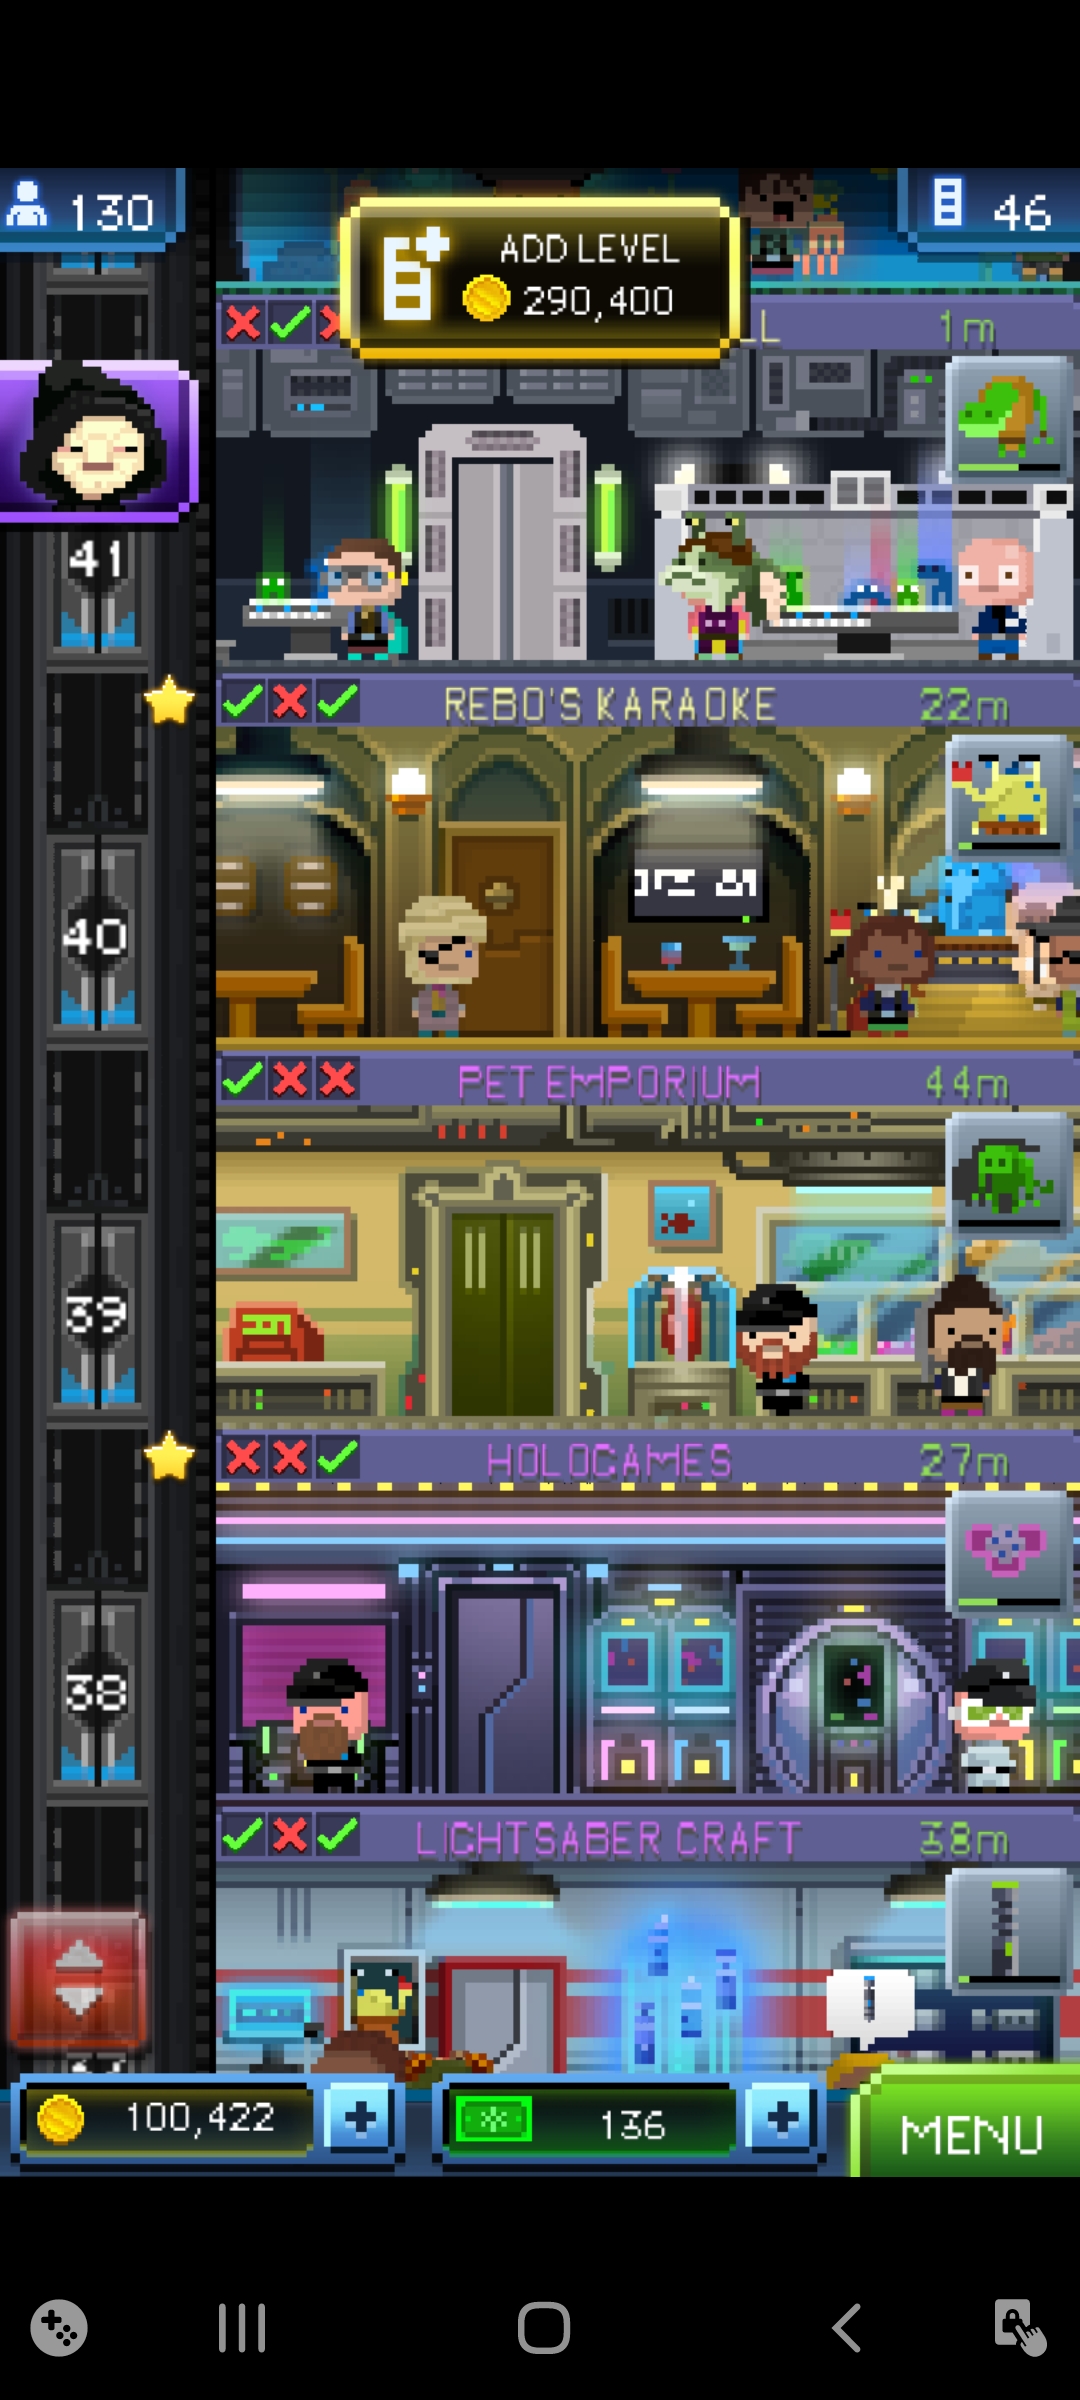 130
ADD LEVEL
290,400
46
LL
1m
41
REBO'S KARAOKE
22m
40
PET EMPORIUM
44m
39
HOLOGAMES
27m
38
LIGHTSABER CRAFT
38m
100,422
136
MENU